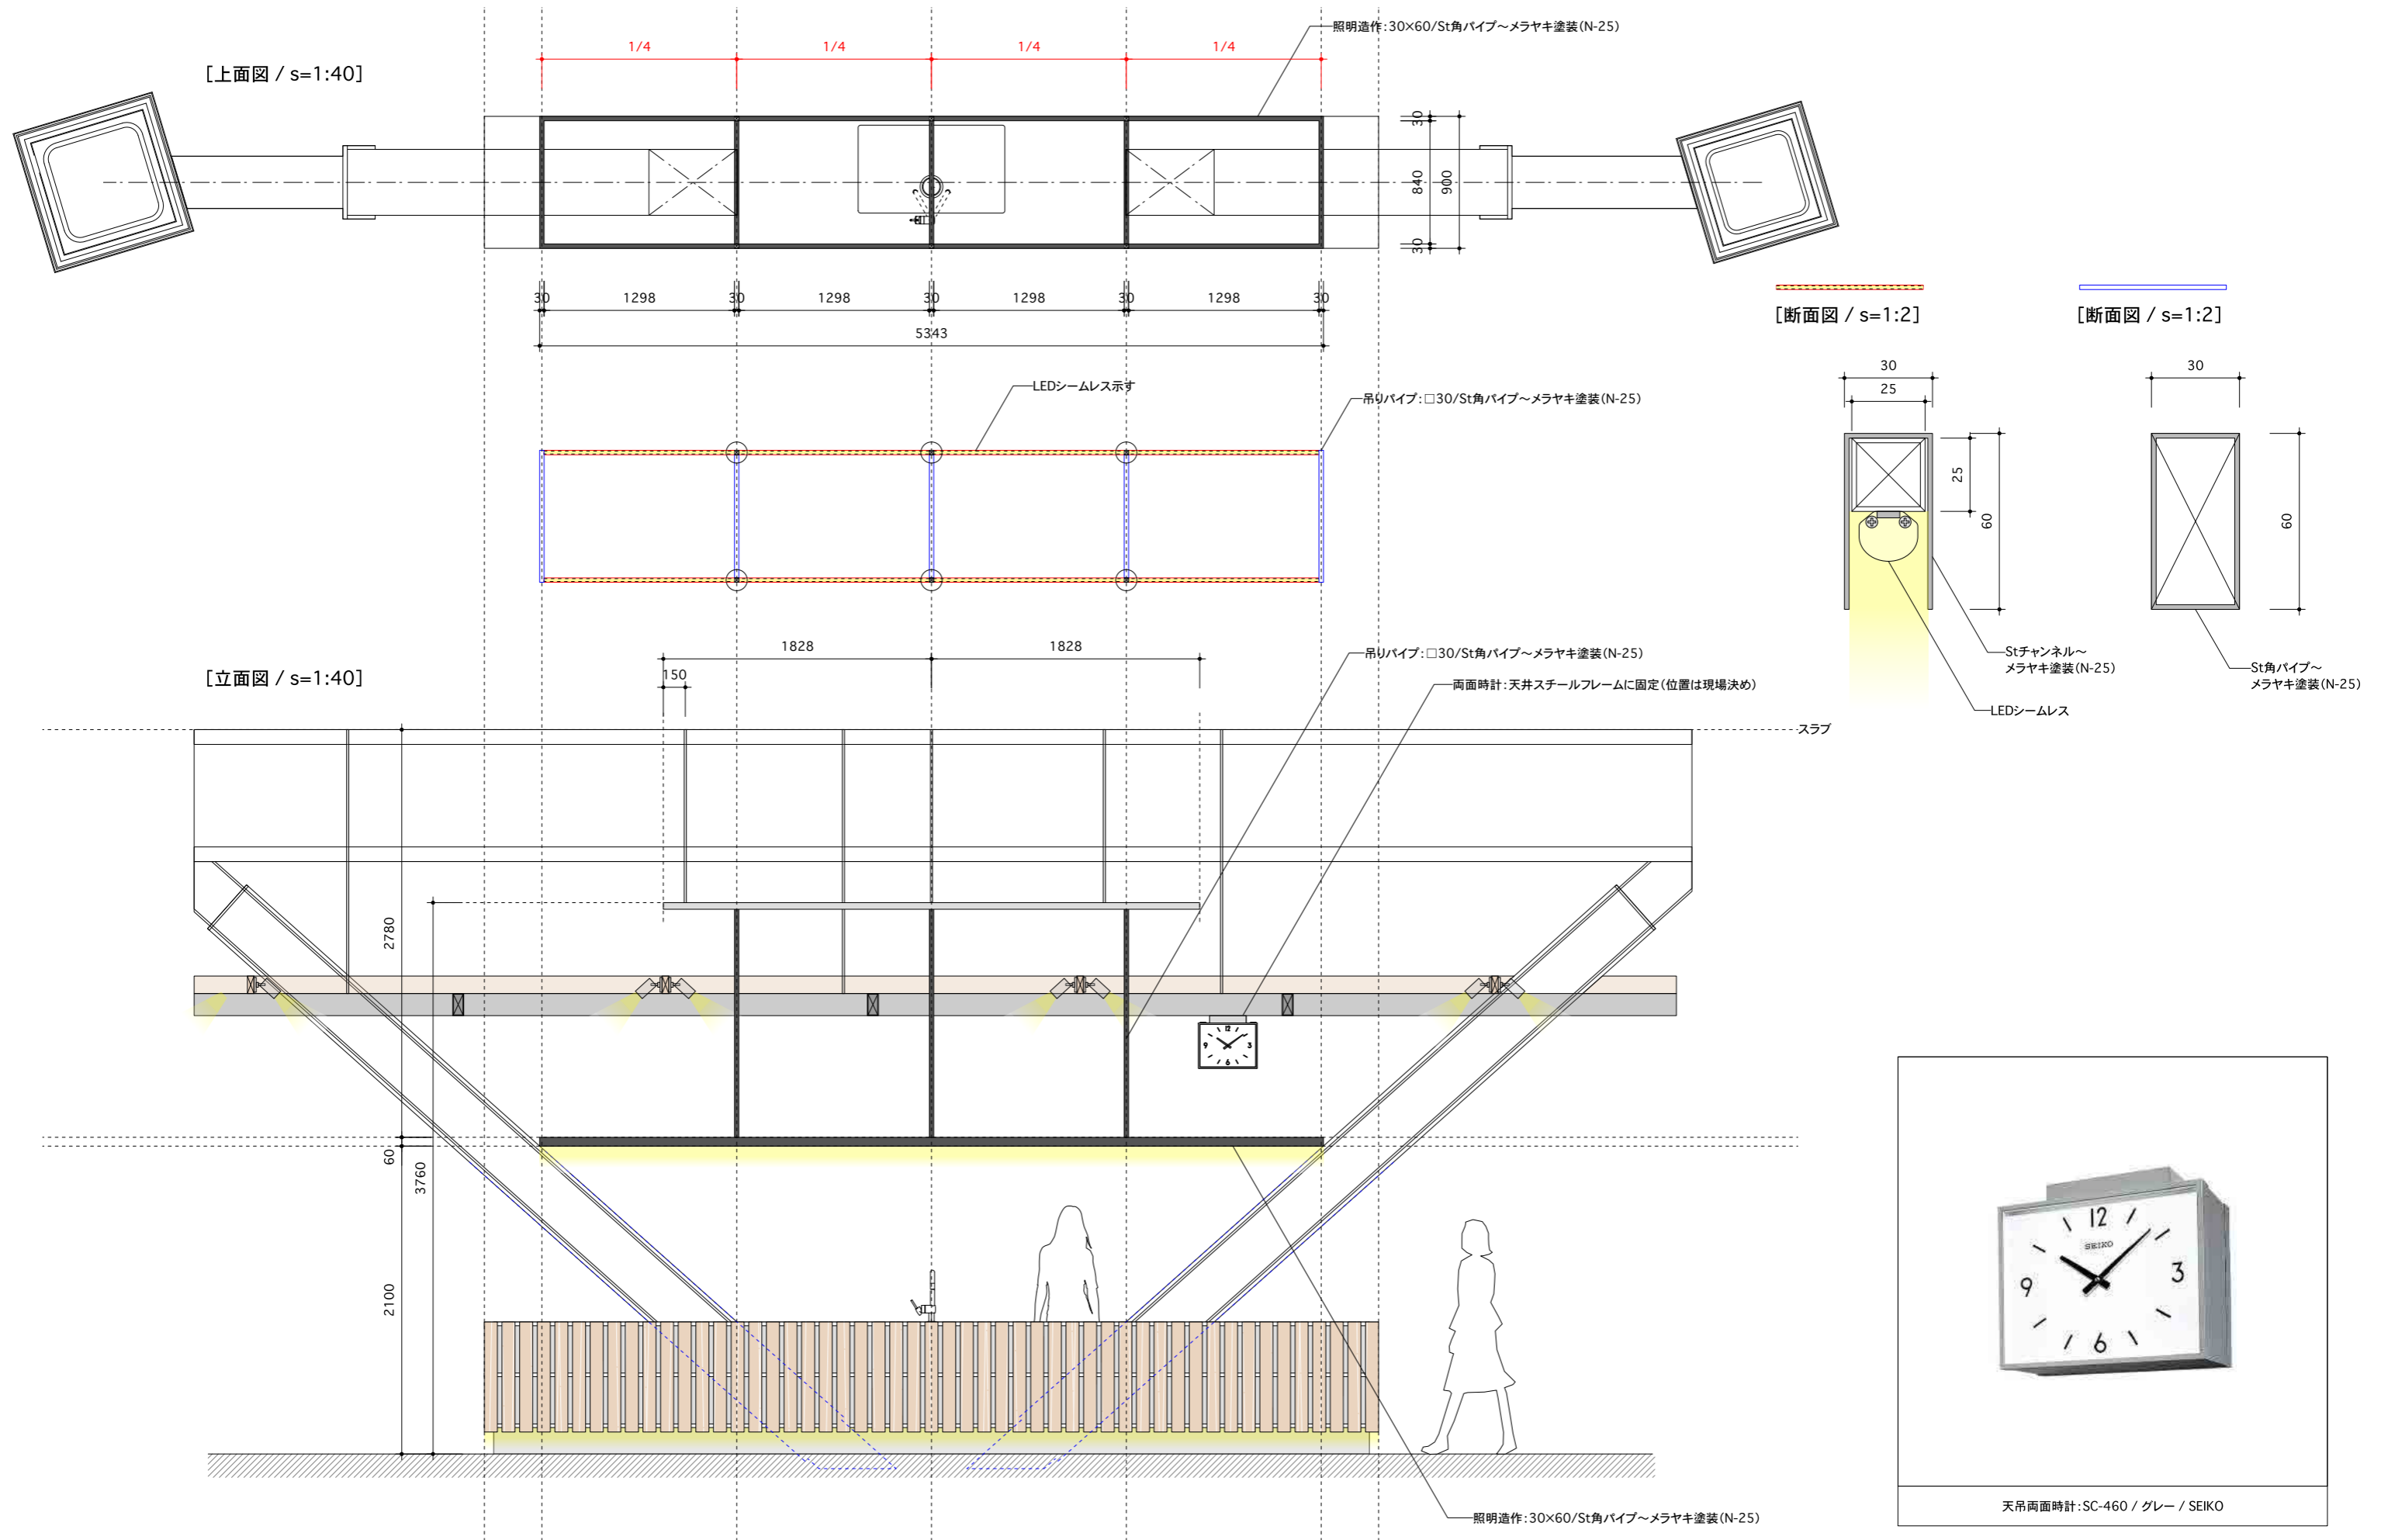 照明造作：30×60/St角パイプ～メラヤキ塗装(N-25)
1/4
1/4
1/4
1/4
［上面図 / s=1:40］
30
840
900
30
30
1298
30
1298
30
1298
30
1298
30
5343
［断面図 / s=1:2］
［断面図 / s=1:2］
LEDシームレス示す
吊りパイプ：□30/St角パイプ～メラヤキ塗装(N-25)
30
25
25
60
30
60
Stチャンネル～
メラヤキ塗装(N-25)
LEDシームレス
St角パイプ～
メラヤキ塗装(N-25)
［立面図 / s=1:40］
1828
1828
150
吊りパイプ：□30/St角パイプ～メラヤキ塗装(N-25)
両面時計：天井スチールフレームに固定（位置は現場決め）
スラブ
2780
60
3760
2100
12
3
6
9
12
SEIKO
3
6
9
照明造作：30×60/St角パイプ～メラヤキ塗装(N-25)
天吊両面時計：SC-460 / グレー / SEIKO